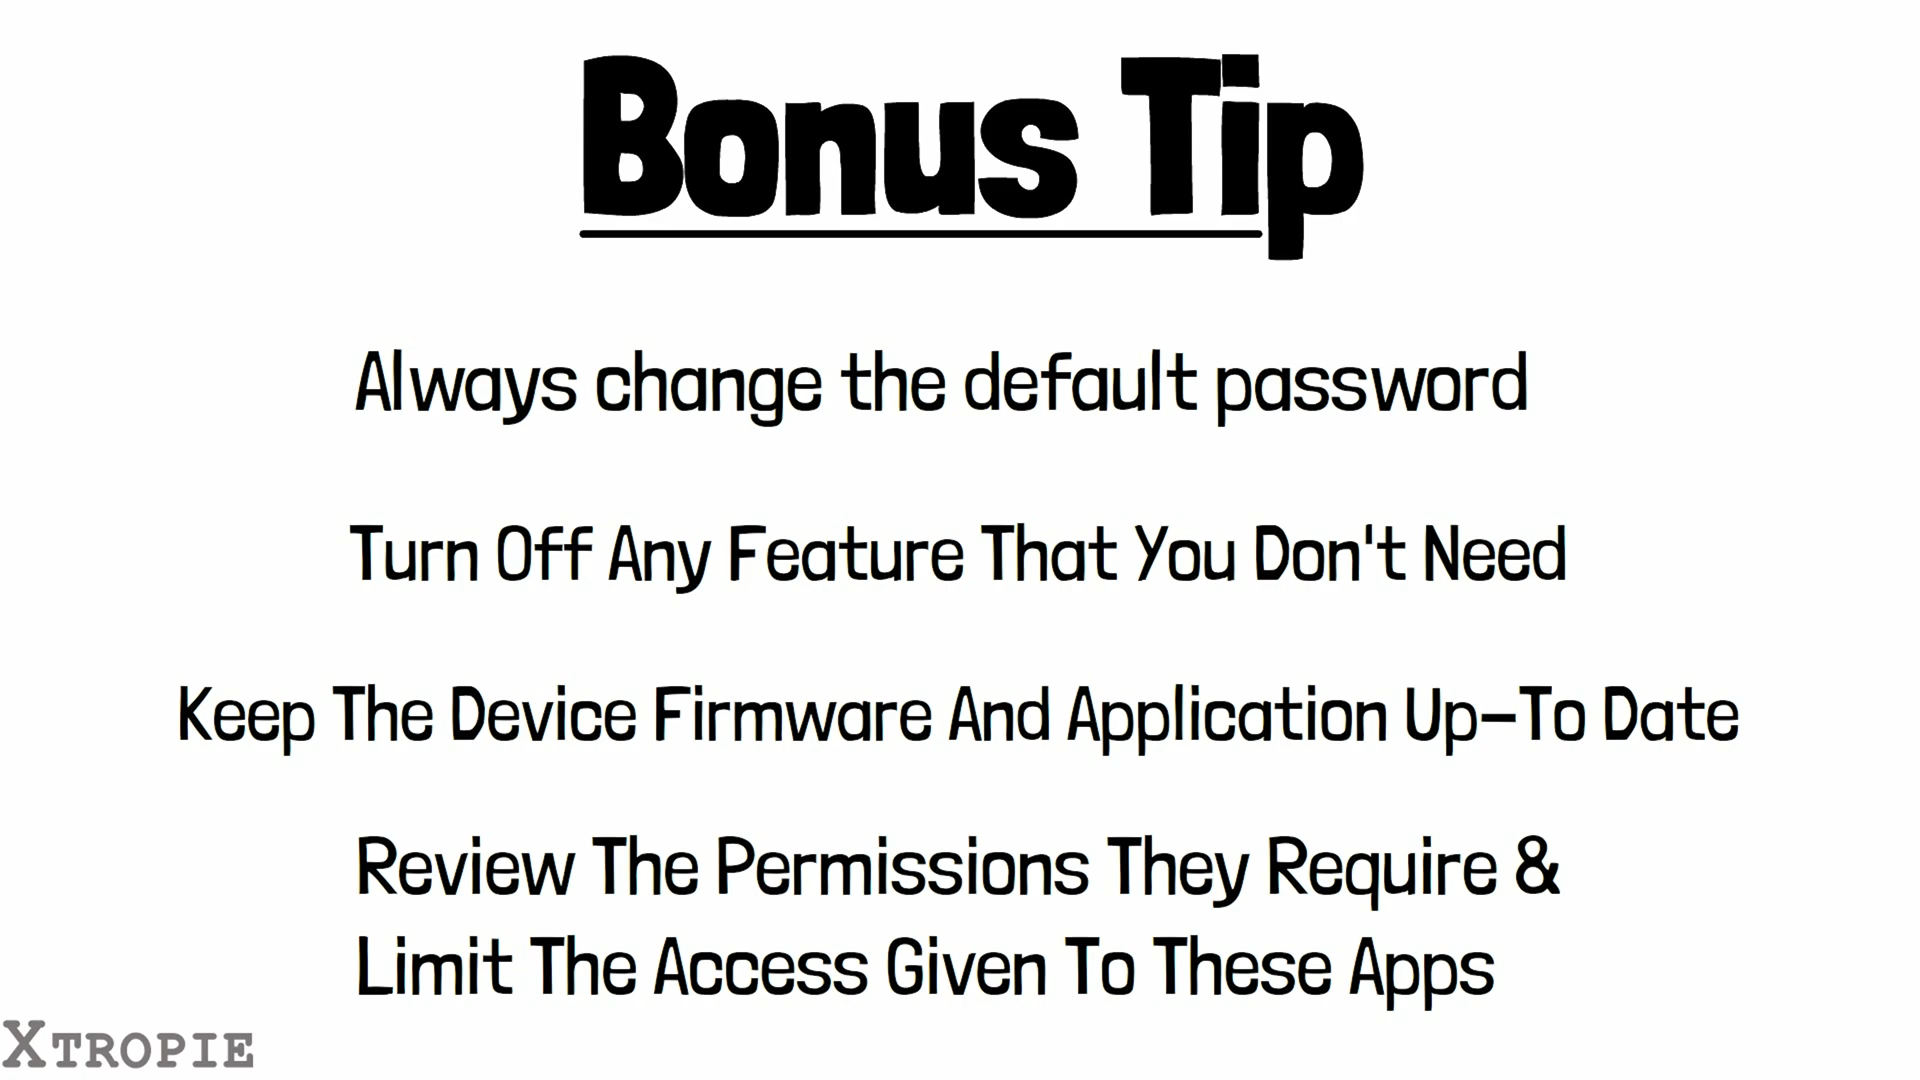 Bonus Tip
Always change the default password
Turn Off Any Feature That You Don't Need
Keep The Device Firmware And Application Up-To Date
Review The Permissions They Require &
Limit The Access Given To These Apps
XTROPIE